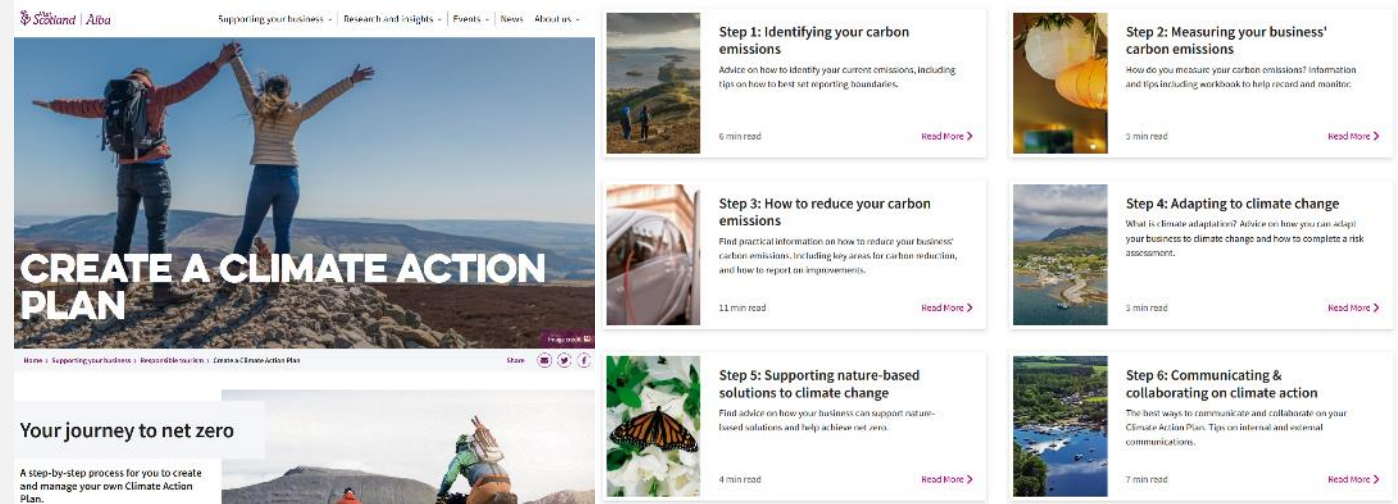 Visit
Scotland | Alba
Supporting your business
Research and insights
Events
News
About us
CREATE A CLIMATE ACTION
PLAN
Image credit
Home › Supporting your business › Responsible tourism › Create a Climate Action Plan
Share
Your journey to net zero
A step-by-step process for you to create
and manage your own Climate Action
Plan.
Step 1: Identifying your carbon
emissions
Advice on how to identify your current emissions, including
tips on how to best set reporting boundaries.
6 min read
Read More
Step 2: Measuring your business'
carbon emissions
How do you measure your carbon emissions? Information
and tips including workbook to help record and monitor.
5 min read
Read More
Step 3: How to reduce your carbon
emissions
Find practical information on how to reduce your business'
carbon emissions. Including key areas for carbon reduction,
and how to report on improvements.
11 min read
Read More
Step 4: Adapting to climate change
What is climate adaptation? Advice on how you can adapt
your business to climate change and how to complete a risk
assessment.
5 min read
Read More
Step 5: Supporting nature-based
solutions to climate change
Find advice on how your business can support nature-
based solutions and help achieve net zero.
4 min read
Read More
Step 6: Communicating &
collaborating on climate action
The best ways to communicate and collaborate on your
Climate Action Plan. Tips on internal and external
communications.
7 min read
Read More